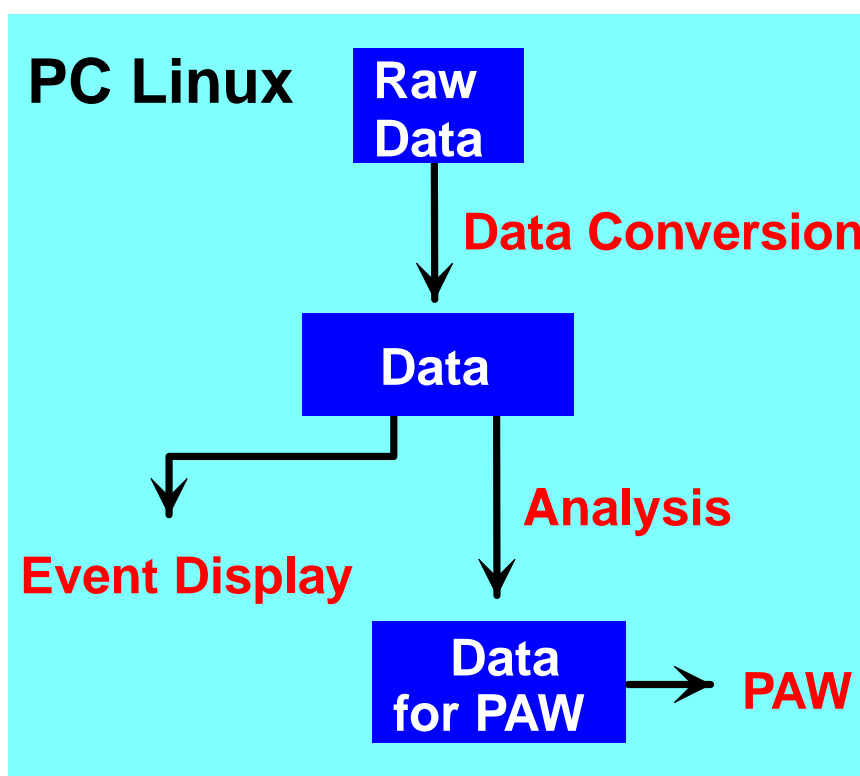 PC Linux
Raw
Data
Data Conversion
Data
Analysis
Event Display
Data
for PAW
PAW